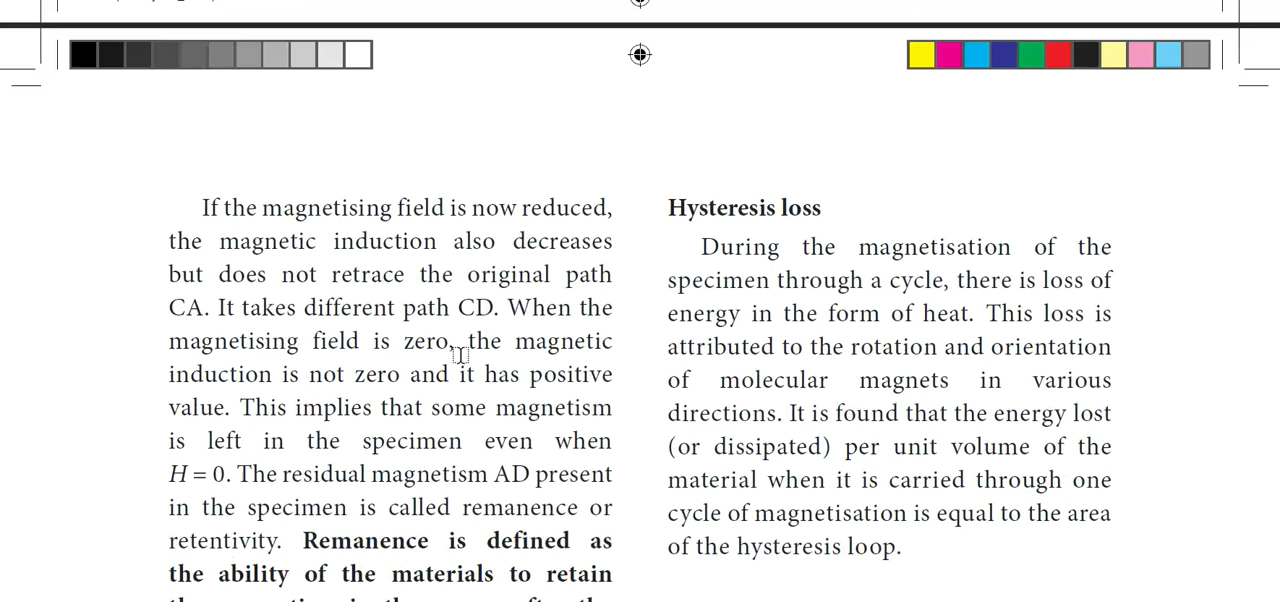 If the magnetising field is now reduced,
the magnetic induction also decreases
but does not retrace the original path
CA. It takes different path CD. When the
magnetising field is zero, the magnetic
induction is not zero and it has positive
value. This implies that some magnetism
is left in the specimen even when
H = 0. The residual magnetism AD present
in the specimen is called remanence or
retentivity. Remanence is defined as
the ability of the materials to retain
Hysteresis loss
During the magnetisation of the
specimen through a cycle, there is loss of
energy in the form of heat. This loss is
attributed to the rotation and orientation
of molecular magnets in various
directions. It is found that the energy lost
(or dissipated) per unit volume of the
material when it is carried through one
cycle of magnetisation is equal to the area
of the hysteresis loop.